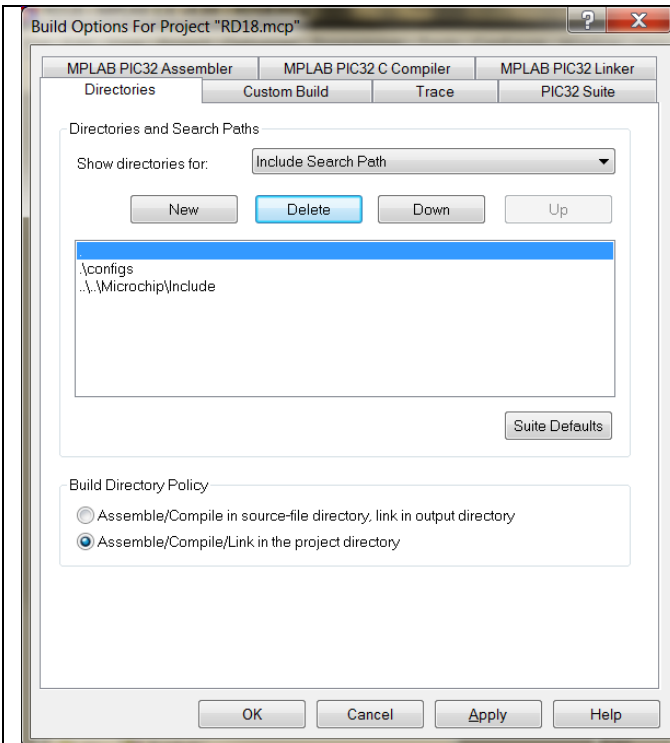 Build Options For Project "RD18.mcp"
?
X
MPLAB PIC32 Assembler MPLAB PIC32 C Compiler MPLAB PIC32 Linker
Directories Custom Build Trace PIC32 Suite
Directories and Search Paths
Show directories for: Include Search Path
New Delete Down Up
.
.\configs
..\..\Microchip\Include
Suite Defaults
Build Directory Policy
Assemble/Compile in source-file directory, link in output directory
Assemble/Compile/Link in the project directory
OK Cancel Apply Help